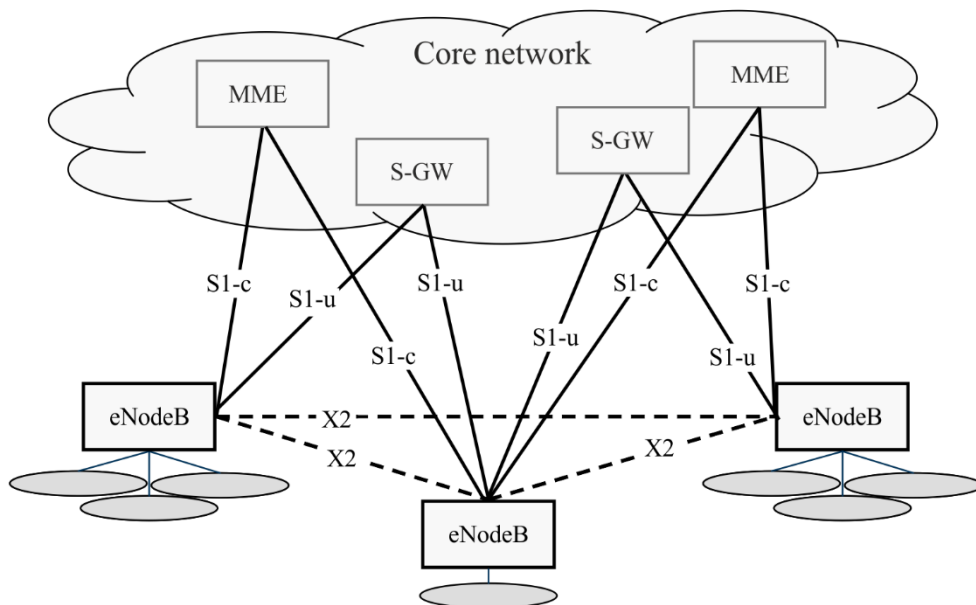 Core network
MME
MME
S-GW
S-GW
S1-c
S1-u
S1-u
S1-c
S1-c
S1-c
S1-u
S1-u
eNodeB
X2
eNodeB
X2
X2
eNodeB